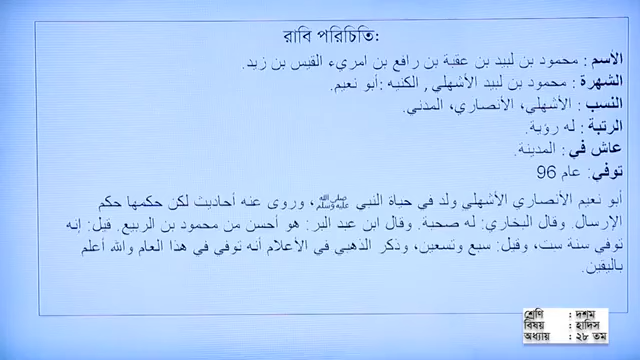 রাবি পরিচিতি:
الاسم : محمود بن لبيد بن عقبة بن رافع بن امريء القيس بن زيد.
الشهرة : محمود بن لبيد الأشهلي , الكنيه :أبو نعيم.
النسب : الأشهلي، الأنصاري، المدني.
الرتبة : له رؤية.
عاش في : المدينة.
توفي: عام 96
أبو نعيم الأنصاري الأشهلي ولد في حياة النبي ﷺ، وروى عنه أحاديث لكن حكمها حكم
الإرسال. وقال البخاري: له صحبة. وقال ابن عبد البر: هو أحسن من محمود بن الربيع. قيل: إنه
توفي سنة ست، وقيل: سبع وتسعين، وذكر الذهبي في الأعلام أنه توفي في هذا العام والله أعلم
باليقين.
শ্রেণি : দশম
বিষয় : হাদিস
অধ্যায় : ২৮ তম